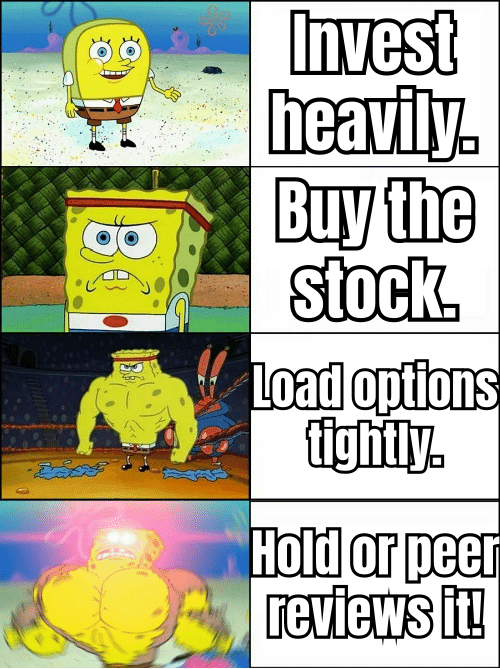 Invest
heavily.
Buy the
stock.
Load options
tightly.
Hold or peer
reviews it!